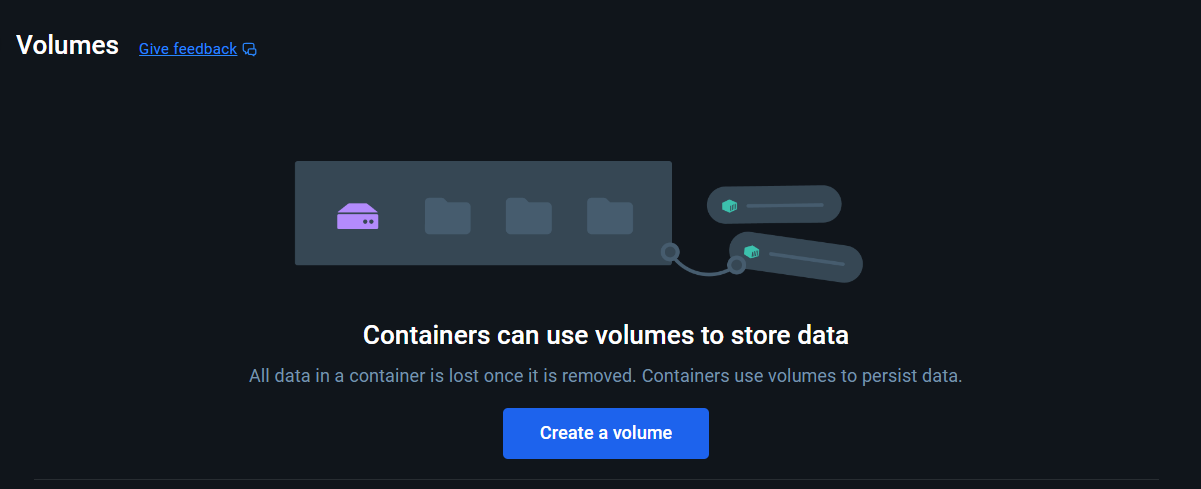 Volumes
Give feedback
Containers can use volumes to store data
All data in a container is lost once it is removed. Containers use volumes to persist data.
Create a volume